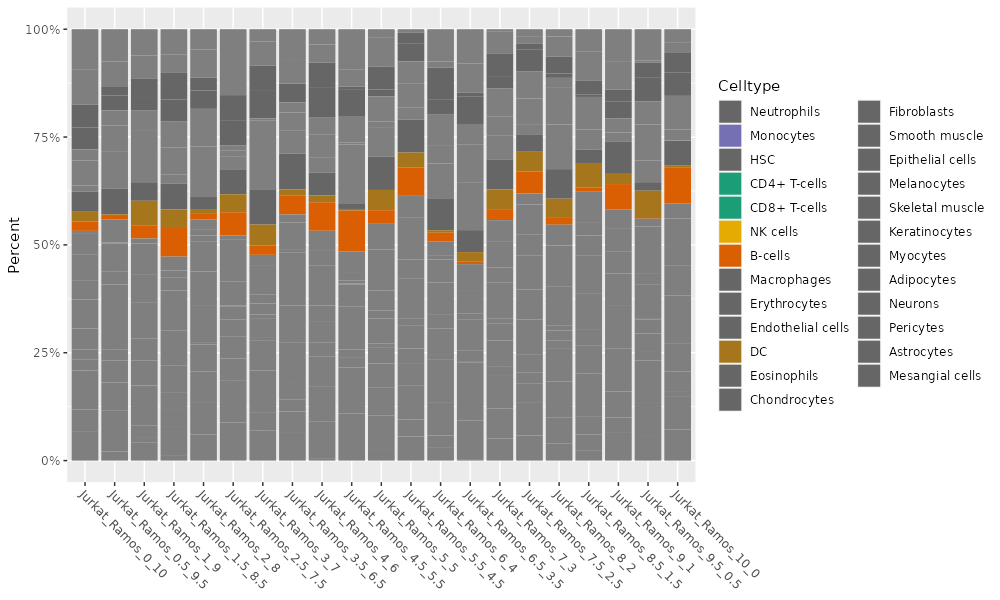 100%
75%
50%
25%
0%
Percent
Jurkat_Ramos_0_10
Jurkat_Ramos_0.5_9.5
Jurkat_Ramos_1_9
Jurkat_Ramos_1.5_8.5
Jurkat_Ramos_2_8
Jurkat_Ramos_2.5_7.5
Jurkat_Ramos_3_7
Jurkat_Ramos_3.5_6.5
Jurkat_Ramos_4_6
Jurkat_Ramos_4.5_5.5
Jurkat_Ramos_5_5
Jurkat_Ramos_5.5_4.5
Jurkat_Ramos_6_4
Jurkat_Ramos_6.5_3.5
Jurkat_Ramos_7_3
Jurkat_Ramos_7.5_2.5
Jurkat_Ramos_8_2
Jurkat_Ramos_8.5_1.5
Jurkat_Ramos_9_1
Jurkat_Ramos_9.5_0.5
Jurkat_Ramos_10_0
Celltype
Neutrophils
Monocytes
HSC
CD4+ T-cells
CD8+ T-cells
NK cells
B-cells
Macrophages
Erythrocytes
Endothelial cells
DC
Eosinophils
Chondrocytes
Fibroblasts
Smooth muscle
Epithelial cells
Melanocytes
Skeletal muscle
Keratinocytes
Myocytes
Adipocytes
Neurons
Pericytes
Astrocytes
Mesangial cells